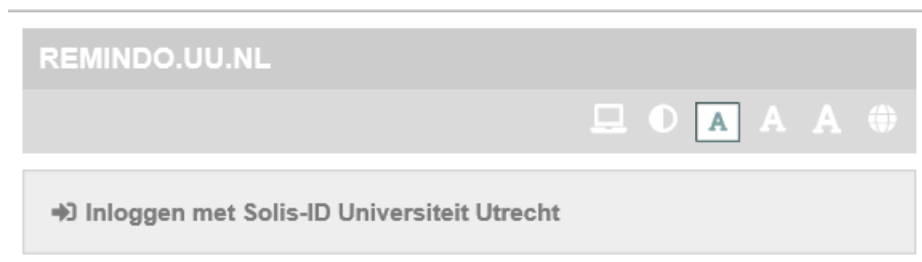 REMINDO.UU.NL
A A A
Inloggen met Solis-ID Universiteit Utrecht